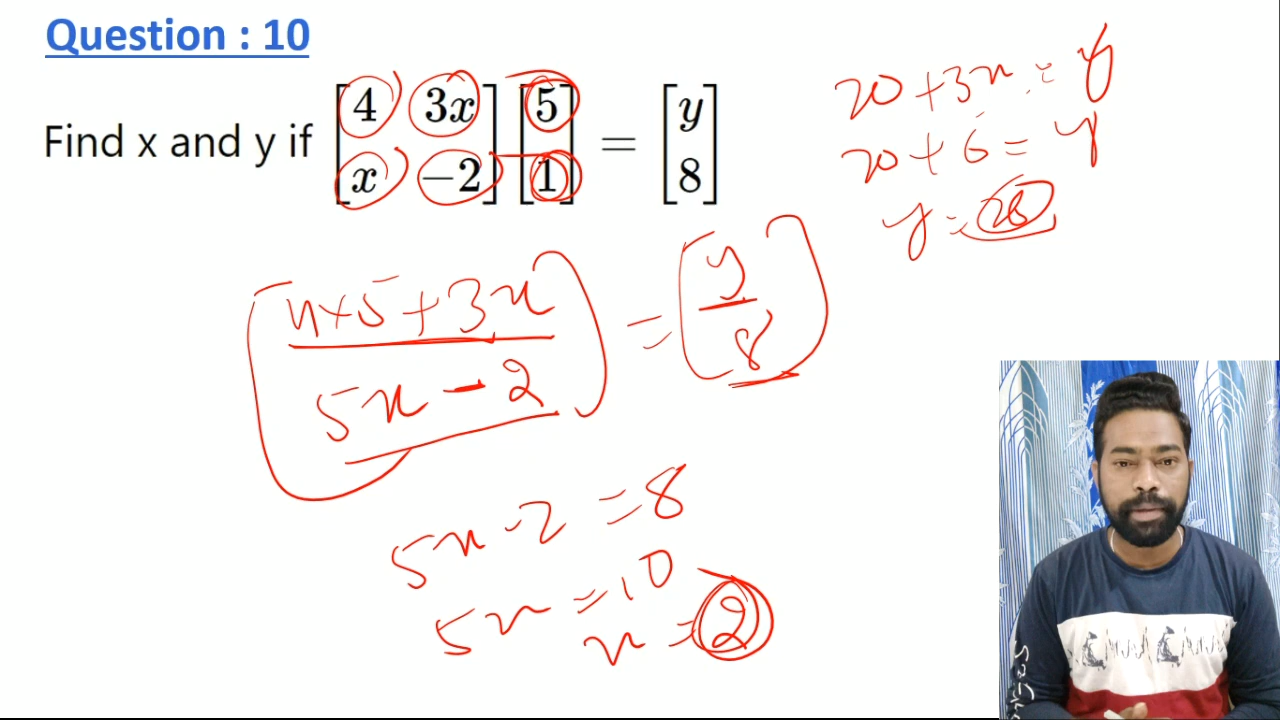 Question : 10
Find x and y if [4 3x] [5] = [y]
[x −2] [1] [8]
20 + 3x = y
20 + 6 = y
y = 26
[4×5 + 3x] = [y]
[5x − 2] [8]
5x - 2 = 8
5x = 10
x = 2